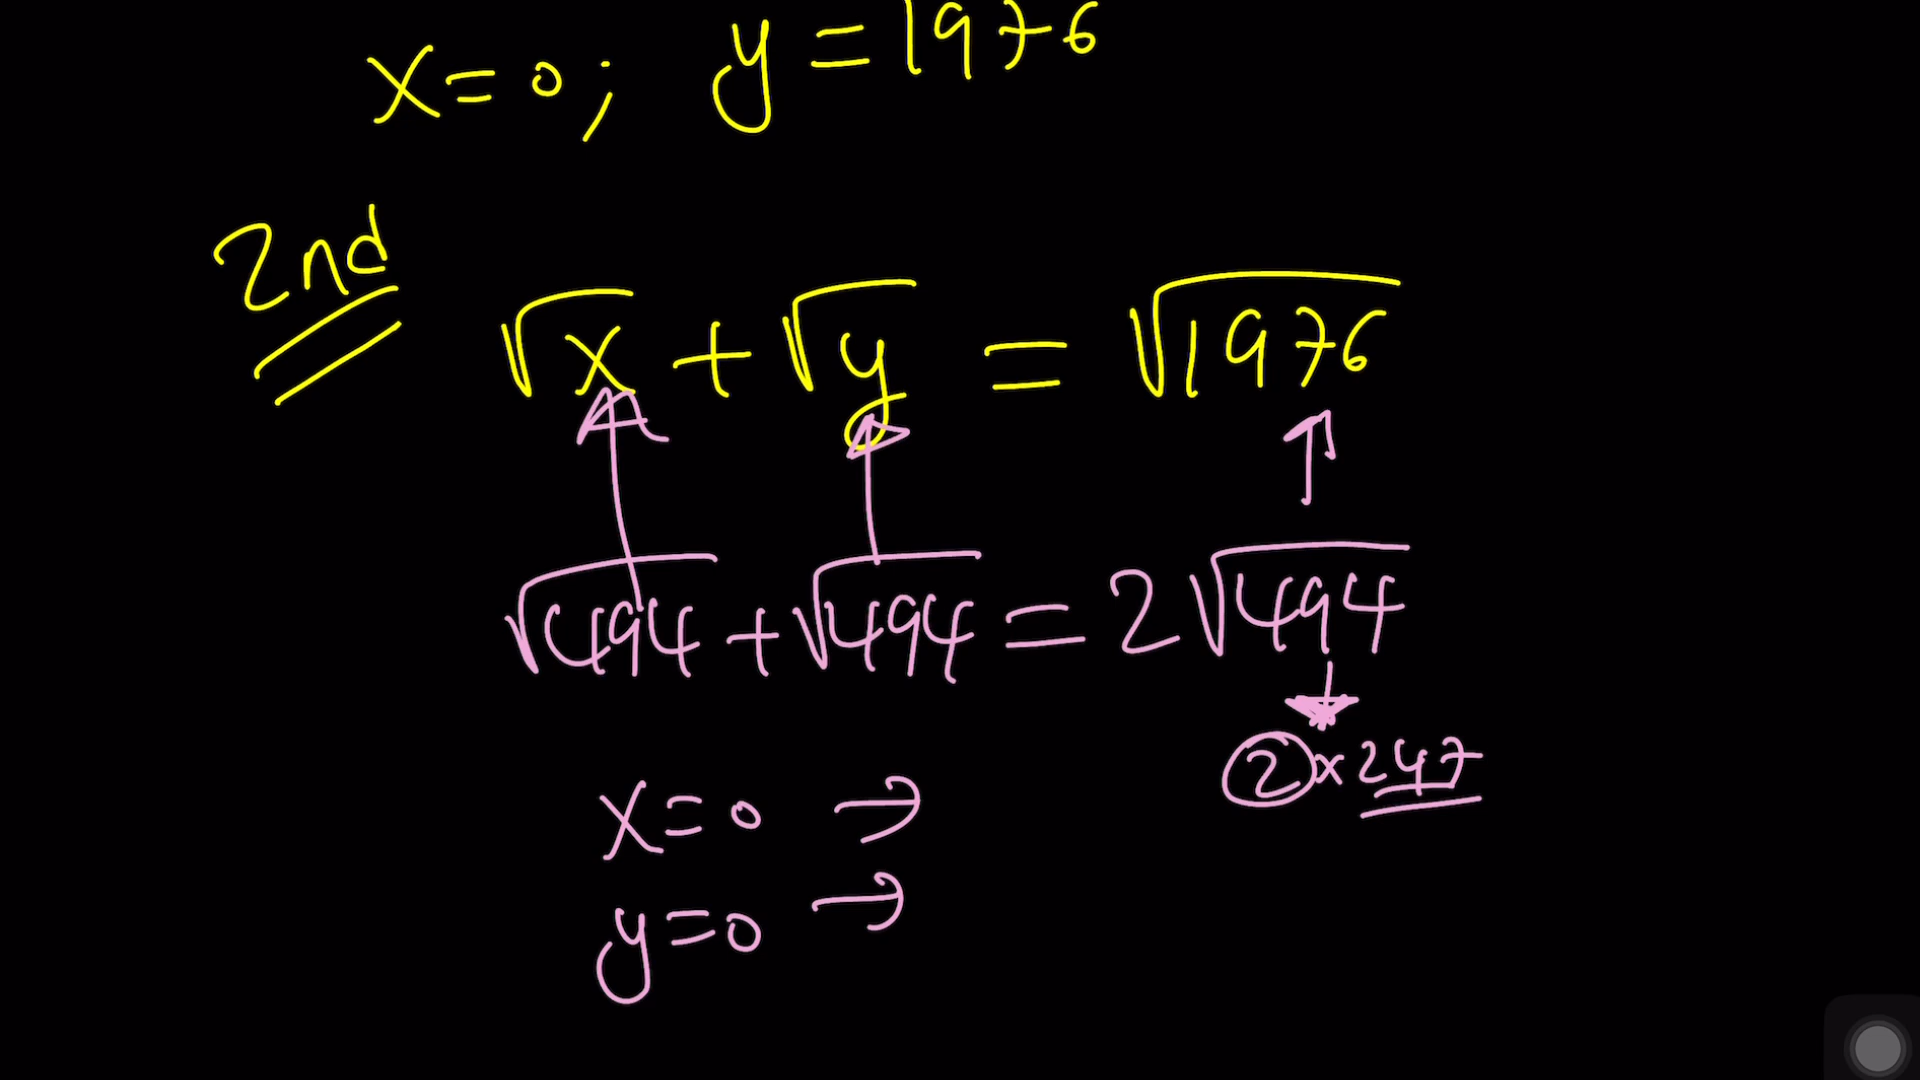 x = 0; y = 1976
2nd
√x + √y = √1976
√494 + √494 = 2√494
2 x 247
x = 0 →
y = 0 →